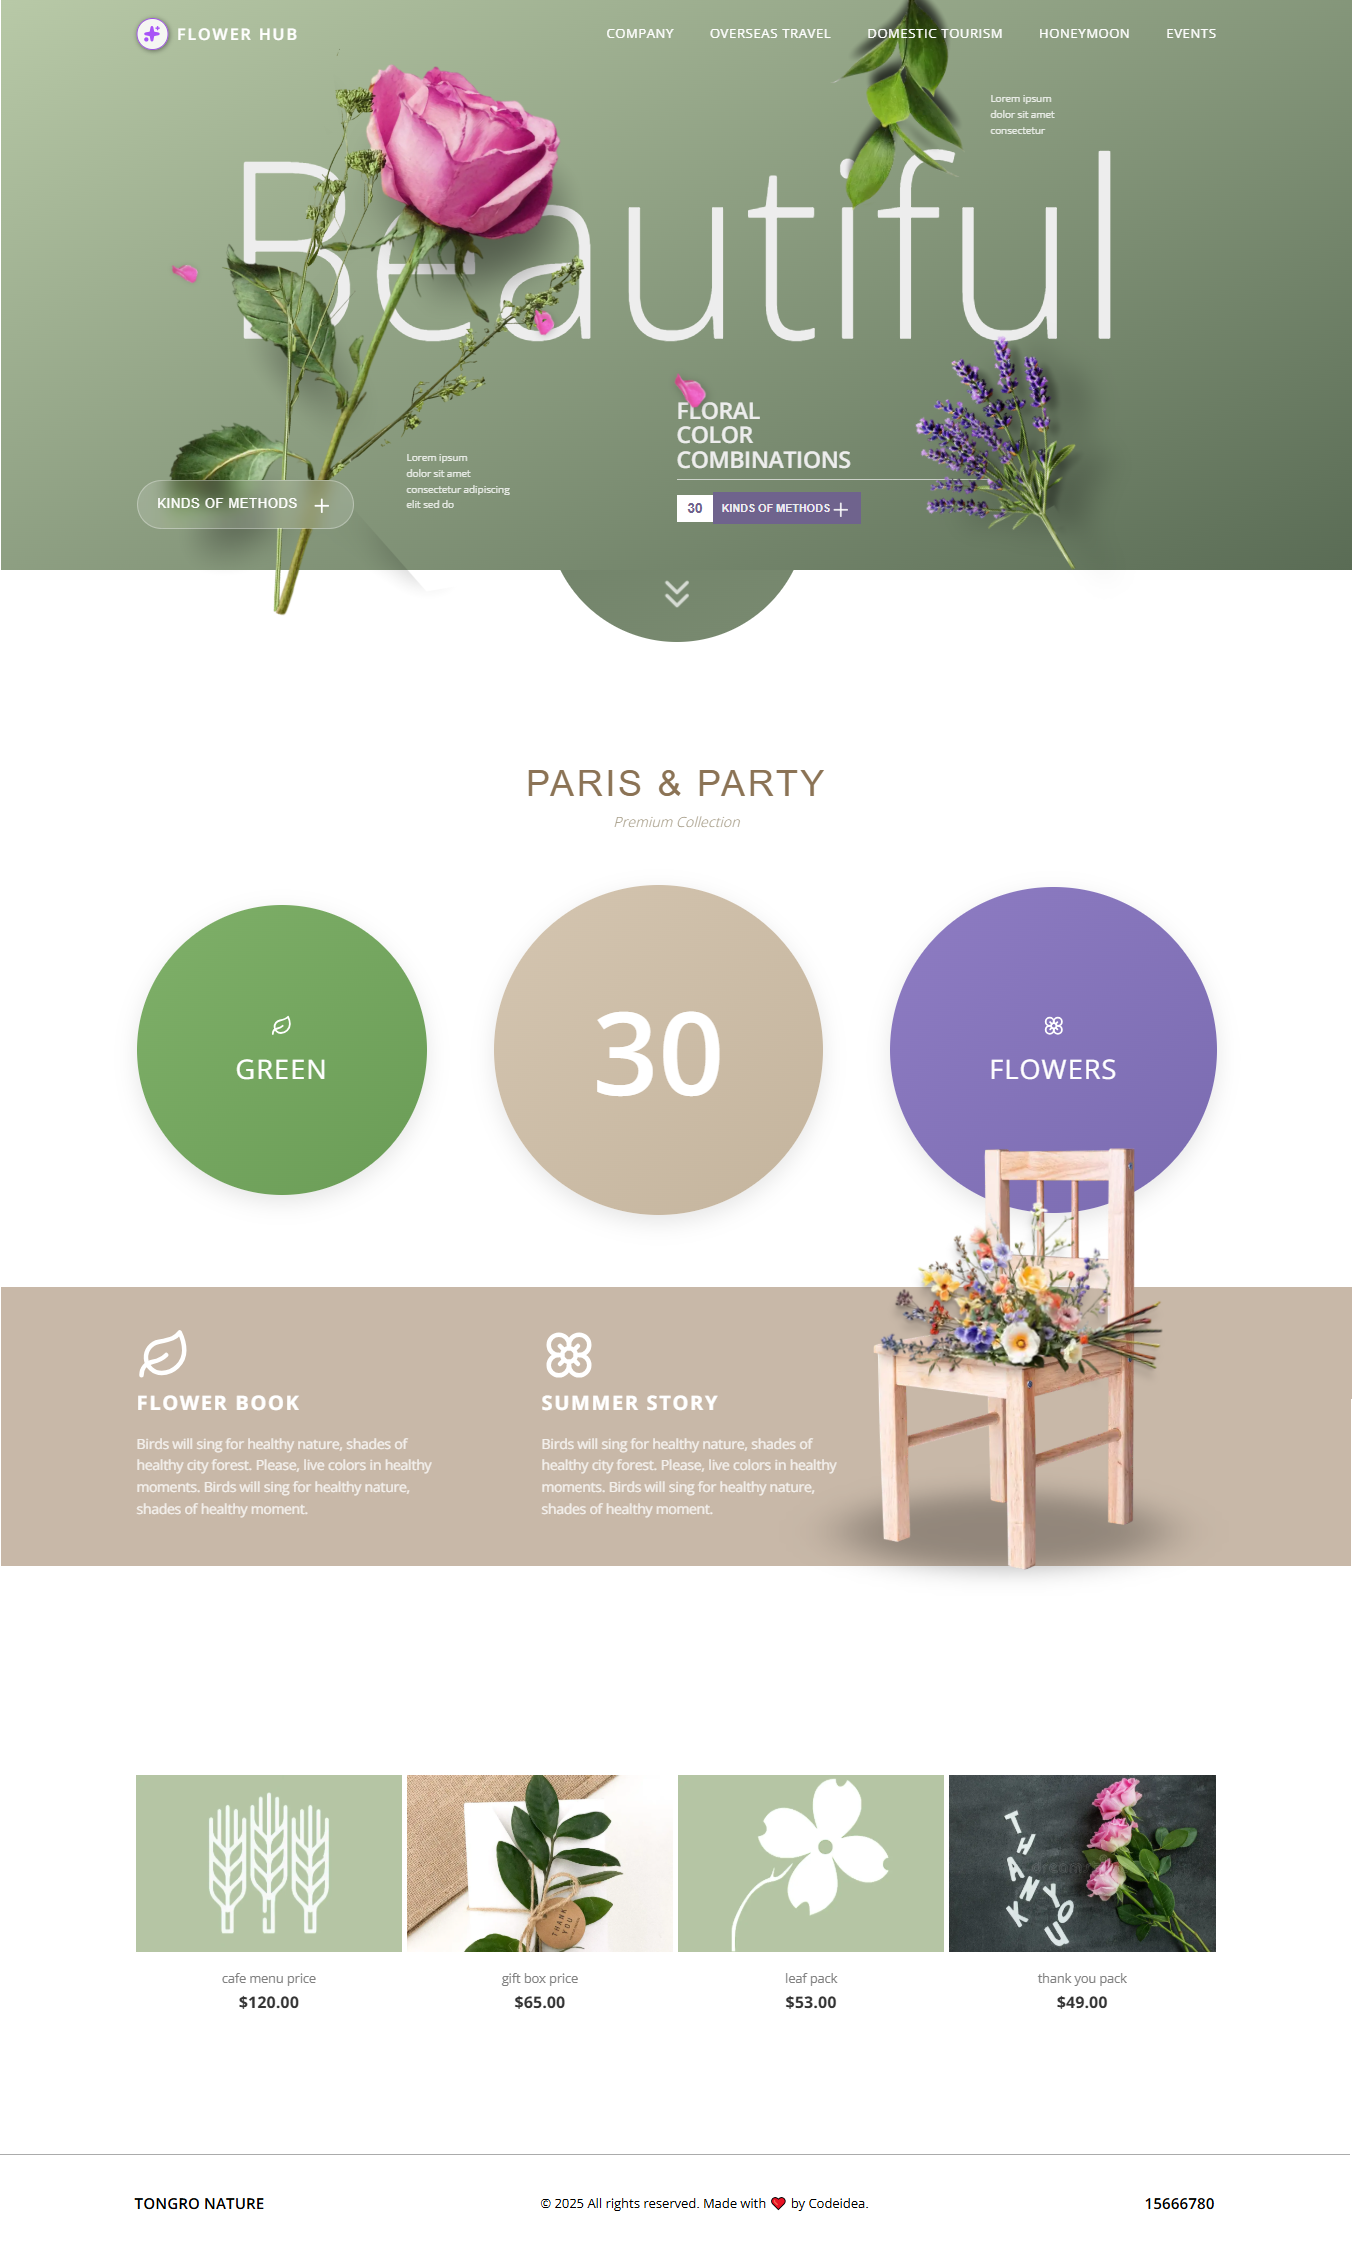 FLOWER HUB
COMPANY OVERSEAS TRAVEL DOMESTIC TOURISM HONEYMOON EVENTS
Lorem ipsum
dolor sit amet
consectetur
Beautiful
FLORAL
COLOR
COMBINATIONS
30 KINDS OF METHODS
Lorem ipsum
dolor sit amet
consectetur adipiscing
elit sed do
KINDS OF METHODS
PARIS & PARTY
Premium Collection
GREEN
30
FLOWERS
FLOWER BOOK
Birds will sing for healthy nature, shades of
healthy city forest. Please, live colors in healthy
moments. Birds will sing for healthy nature,
shades of healthy moment.
SUMMER STORY
Birds will sing for healthy nature, shades of
healthy city forest. Please, live colors in healthy
moments. Birds will sing for healthy nature,
shades of healthy moment.
THANK
YOU
THANK
YOU
cafe menu price
$120.00
gift box price
$65.00
leaf pack
$53.00
thank you pack
$49.00
TONGRO NATURE
© 2025 All rights reserved. Made with ❤ by Codeidea.
15666780